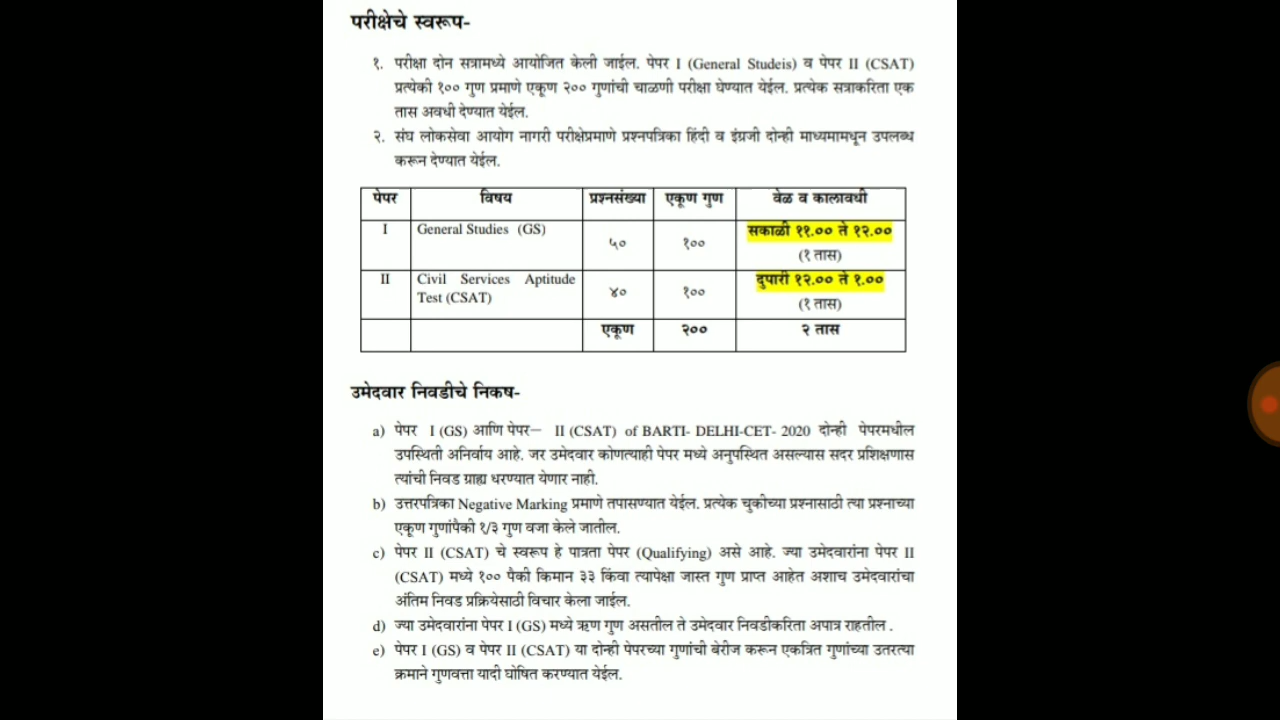 परीक्षेचे स्वरूप-
१. परीक्षा दोन सत्रामध्ये आयोजित केली जाईल. पेपर I (General Studeis) व पेपर II (CSAT)
प्रत्येकी १०० गुण प्रमाणे एकूण २०० गुणांची चाळणी परीक्षा घेण्यात येईल. प्रत्येक सत्राकरिता एक
तास अवधी देण्यात येईल.
२. संघ लोकसेवा आयोग नागरी परीक्षेप्रमाणे प्रश्नपत्रिका हिंदी व इंग्रजी दोन्ही माध्यमामधून उपलब्ध
करून देण्यात येईल.
पेपर विषय प्रश्नसंख्या एकूण गुण वेळ व कालावधी
I General Studies (GS) ५० १०० सकाळी ११.०० ते १२.००
(१ तास)
II Civil Services Aptitude ४० १०० दुपारी १२.०० ते १.००
Test (CSAT) (१ तास)
एकूण २०० २ तास
उमेदवार निवडीचे निकष-
a) पेपर I (GS) आणि पेपर– II (CSAT) of BARTI- DELHI-CET- 2020 दोन्ही पेपरमधील
उपस्थिती अनिर्वाय आहे. जर उमेदवार कोणत्याही पेपर मध्ये अनुपस्थित असल्यास सदर प्रशिक्षणास
त्यांची निवड ग्राह्य धरण्यात येणार नाही.
b) उत्तरपत्रिका Negative Marking प्रमाणे तपासण्यात येईल. प्रत्येक चुकीच्या प्रश्नासाठी त्या प्रश्नाच्या
एकूण गुणांपैकी १/३ गुण वजा केले जातील.
c) पेपर II (CSAT) चे स्वरूप हे पात्रता पेपर (Qualifying) असे आहे. ज्या उमेदवारांना पेपर II
(CSAT) मध्ये १०० पैकी किमान ३३ किंवा त्यापेक्षा जास्त गुण प्राप्त आहेत अशाच उमेदवारांचा
अंतिम निवड प्रक्रियेसाठी विचार केला जाईल.
d) ज्या उमेदवारांना पेपर I (GS) मध्ये ऋण गुण असतील ते उमेदवार निवडीकरिता अपात्र राहतील .
e) पेपर I (GS) व पेपर II (CSAT) या दोन्ही पेपरच्या गुणांची बेरीज करून एकत्रित गुणांच्या उतरत्या
क्रमाने गुणवत्ता यादी घोषित करण्यात येईल.